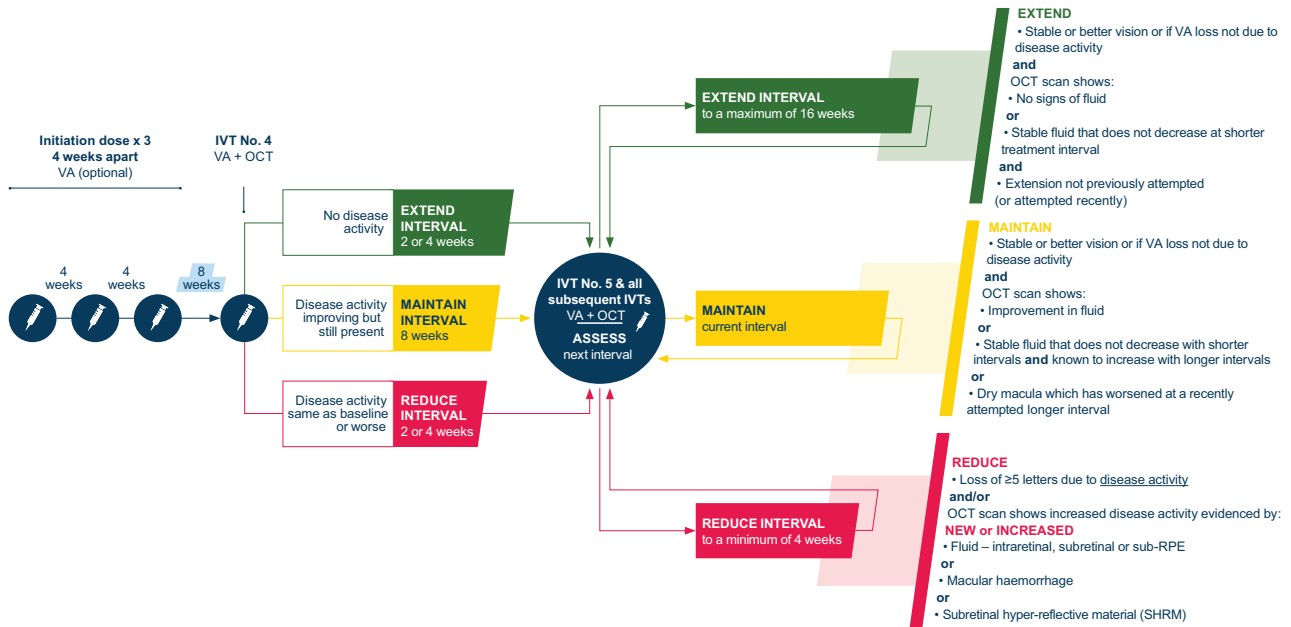 Initiation dose x 3
4 weeks apart
VA (optional)
IVT No. 4
VA + OCT
4
weeks
4
weeks
8
weeks
No disease
activity
EXTEND
INTERVAL
2 or 4 weeks
Disease activity
improving but
still present
MAINTAIN
INTERVAL
8 weeks
Disease activity
same as baseline
or worse
REDUCE
INTERVAL
2 or 4 weeks
IVT No. 5 & all
subsequent IVTs
VA + OCT
ASSESS
next interval
EXTEND INTERVAL
to a maximum of 16 weeks
MAINTAIN
current interval
REDUCE INTERVAL
to a minimum of 4 weeks
EXTEND
• Stable or better vision or if VA loss not due to
disease activity
and
OCT scan shows:
• No signs of fluid
or
• Stable fluid that does not decrease at shorter
treatment interval
and
• Extension not previously attempted
(or attempted recently)
MAINTAIN
• Stable or better vision or if VA loss not due to
disease activity
and
OCT scan shows:
• Improvement in fluid
or
• Stable fluid that does not decrease with shorter
intervals and known to increase with longer intervals
or
• Dry macula which has worsened at a recently
attempted longer interval
REDUCE
• Loss of ≥5 letters due to disease activity
and/or
OCT scan shows increased disease activity evidenced by:
NEW or INCREASED
• Fluid – intraretinal, subretinal or sub-RPE
or
• Macular haemorrhage
or
• Subretinal hyper-reflective material (SHRM)